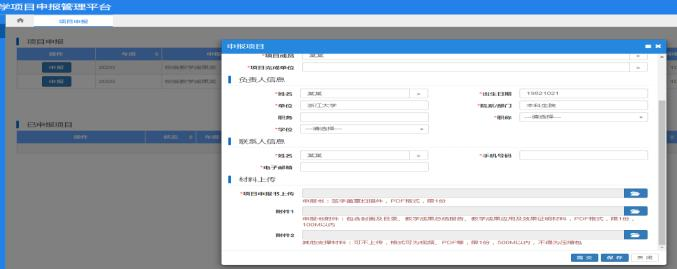 学项目申报管理平台
项目申报
项目申报
操作 年度
申报 2020 校级教学成果奖
申报 2020 校级教学成果奖
已申报项目
操作 状态 年度
申报项目
*项目成员 某某
*项目完成单位
负责人信息
*姓名 某某 *出生日期 19821021
*单位 浙江大学 *院系/部门 本科生院
职务 *职称 ---请选择---
*学位 ---请选择---
联系人信息
*姓名 某某 *手机号码
*电子邮箱
材料上传
*项目申报书上传
申报书：签字盖章扫描件，PDF格式，限1份
附件1
申报书附件：包含封面及目录、教学成果总结报告、教学成果应用及效果证明材料，PDF格式，限1份，
100M以内
附件2
其他支撑材料：可不上传，格式可为视频、PDF等，限1份，500M以内，不得为压缩包
提 交 保 存 关 闭